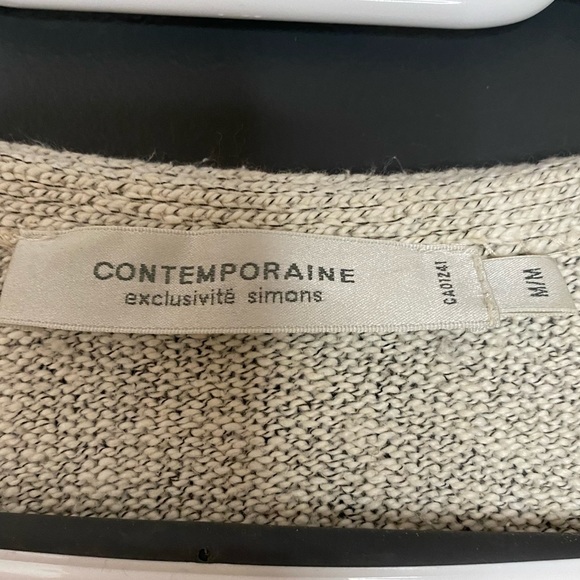 CONTEMPORAINE
exclusivité simons
CA01241
M/M